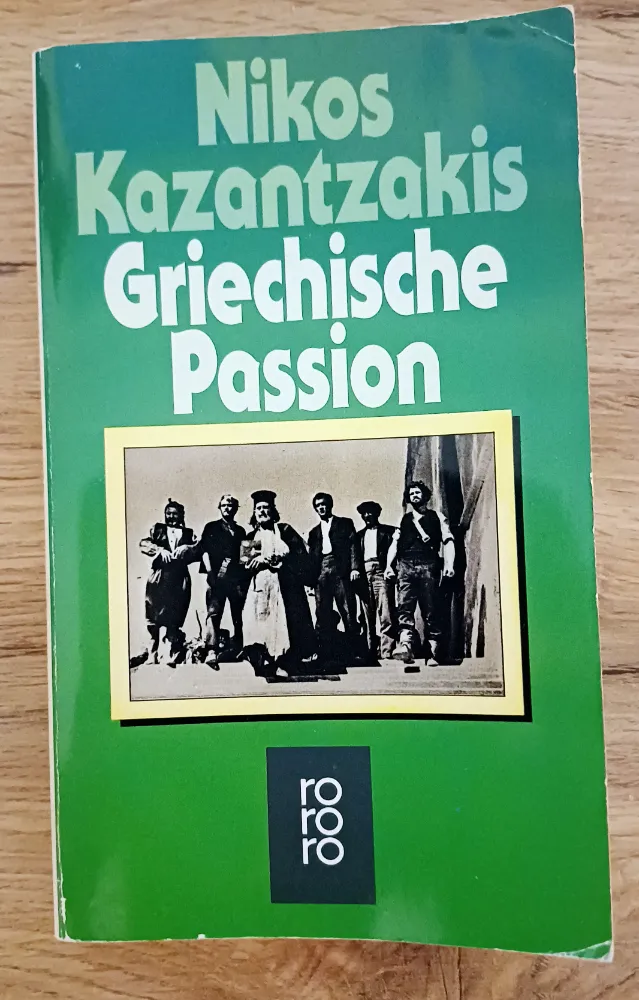 Nikos
Kazantzakis
Griechische
Passion
ro
ro
ro